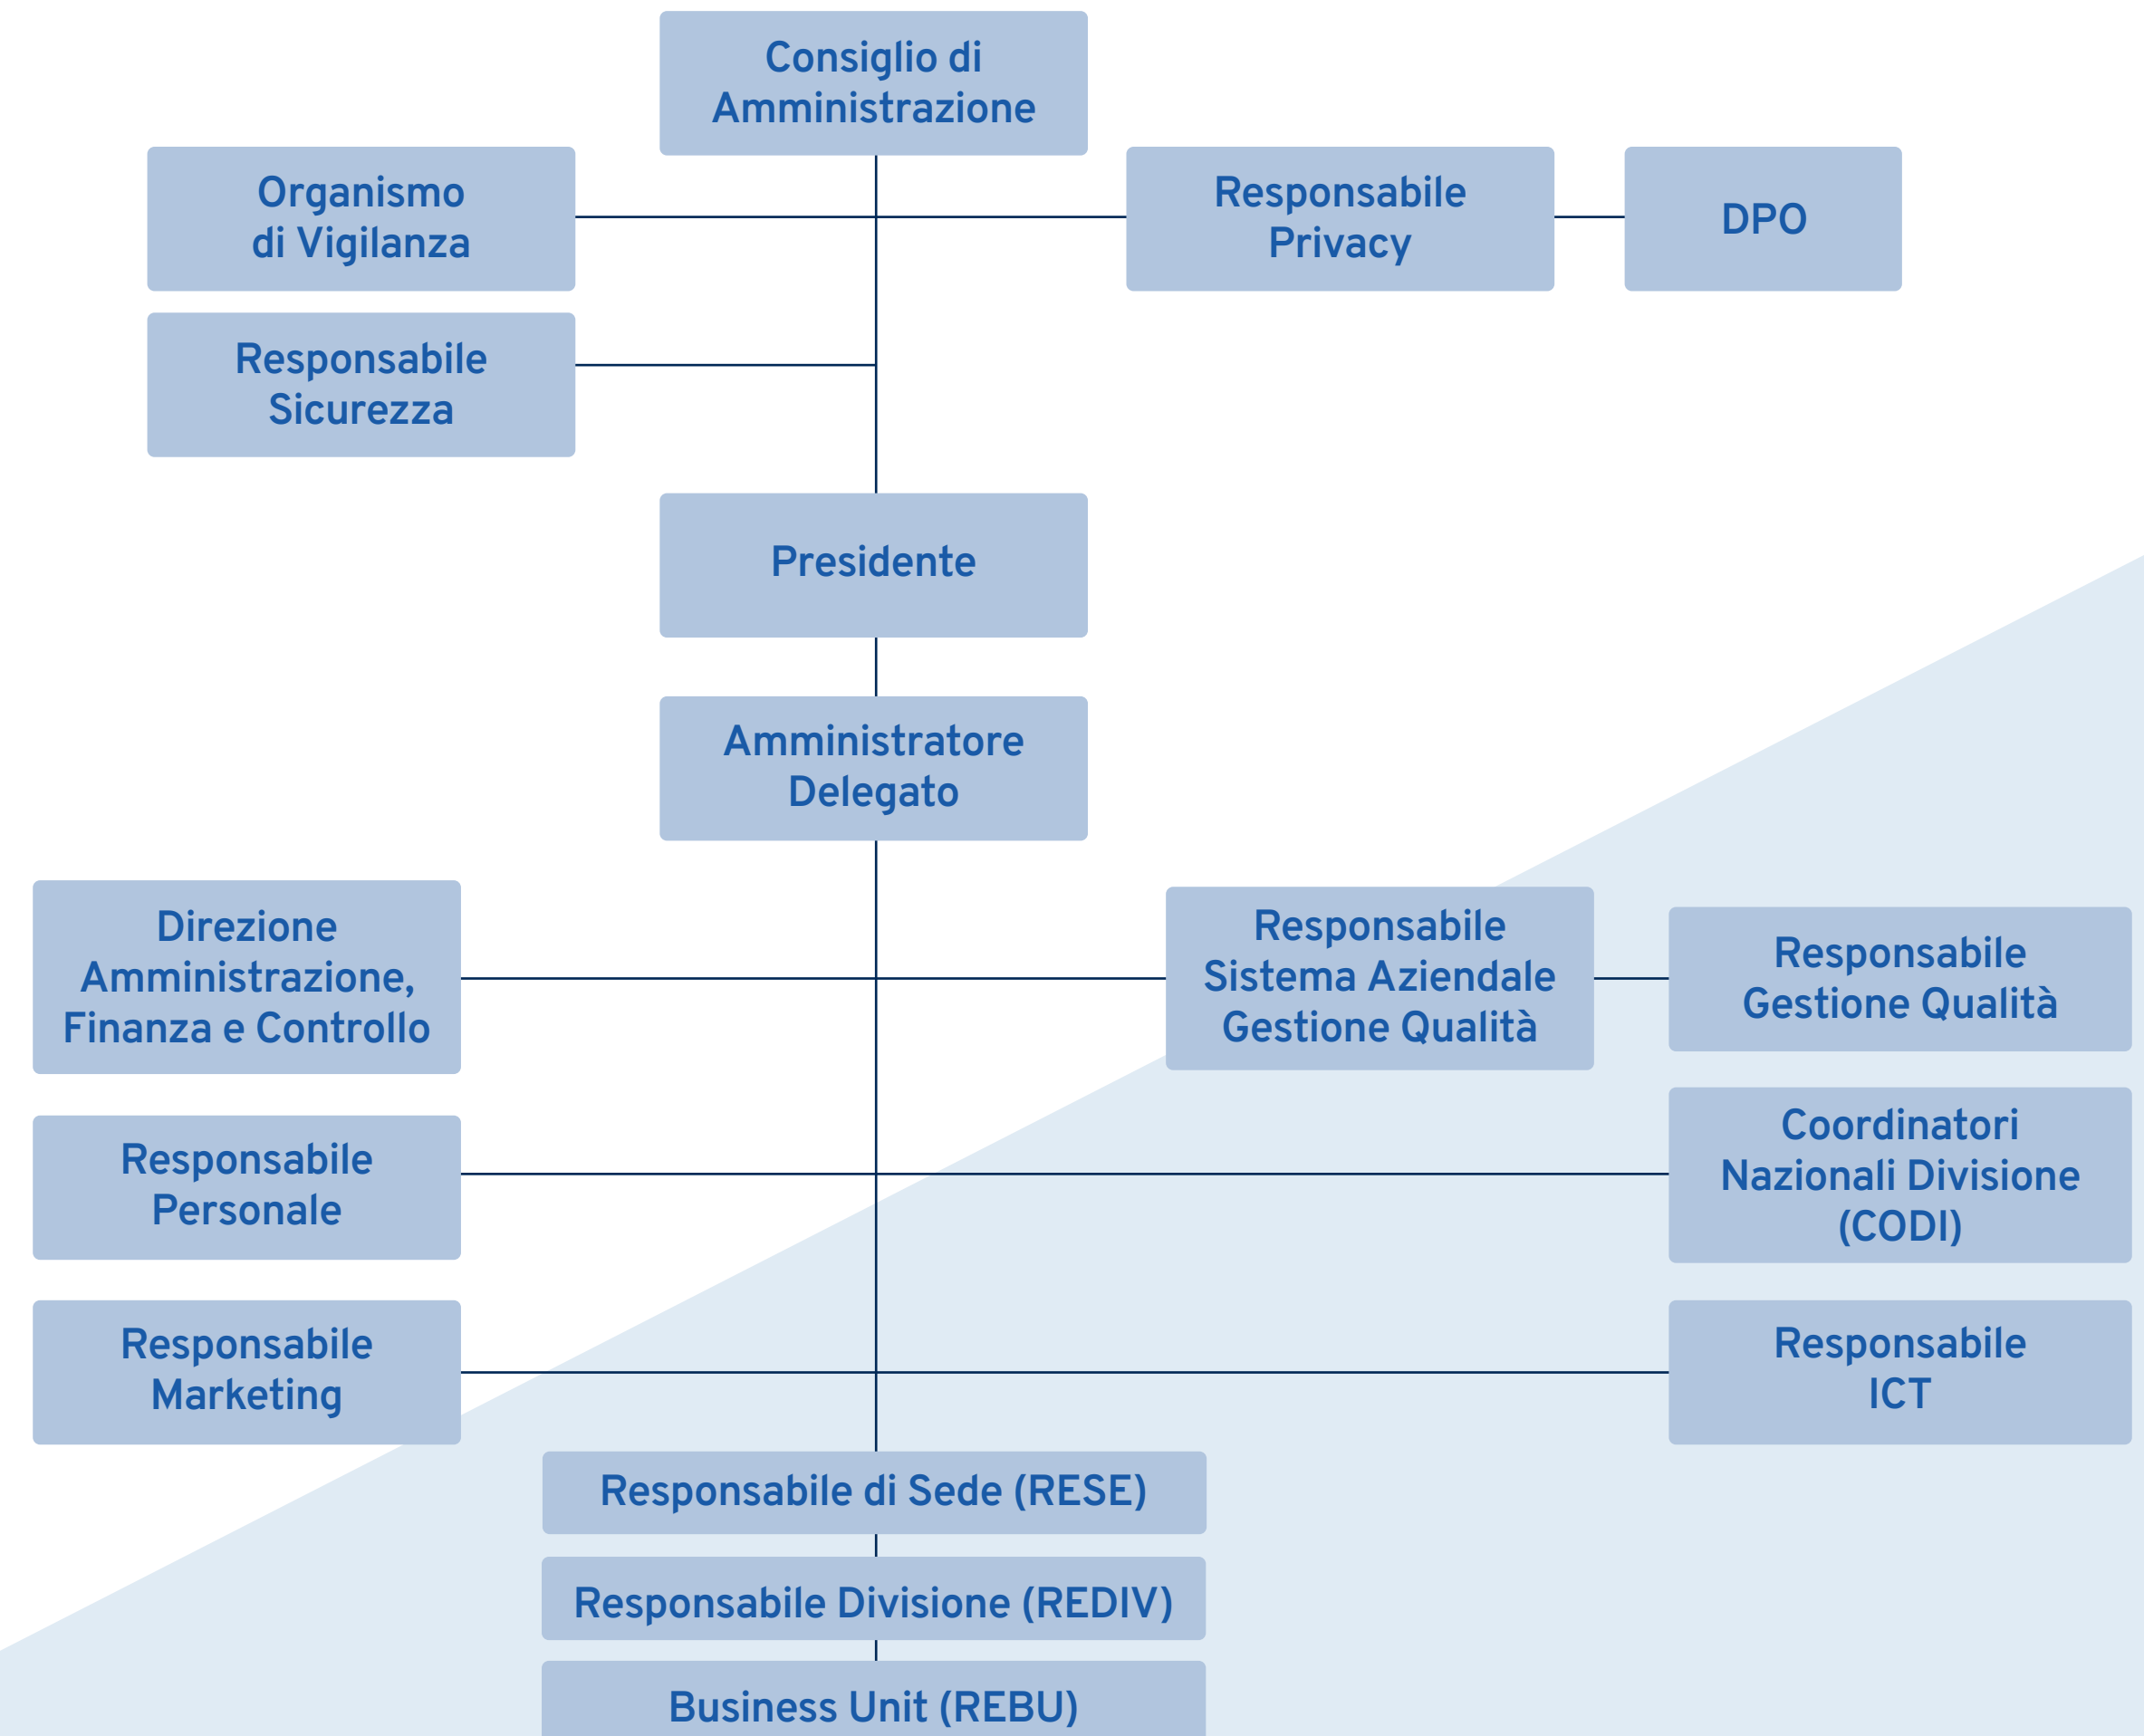 Consiglio di
Amministrazione
Organismo
di Vigilanza
Responsabile
Privacy
DPO
Responsabile
Sicurezza
Presidente
Amministratore
Delegato
Direzione
Amministrazione,
Finanza e Controllo
Responsabile
Sistema Aziendale
Gestione Qualità
Responsabile
Gestione Qualità
Responsabile
Personale
Coordinatori
Nazionali Divisione
(CODI)
Responsabile
Marketing
Responsabile
ICT
Responsabile di Sede (RESE)
Responsabile Divisione (REDIV)
Business Unit (REBU)